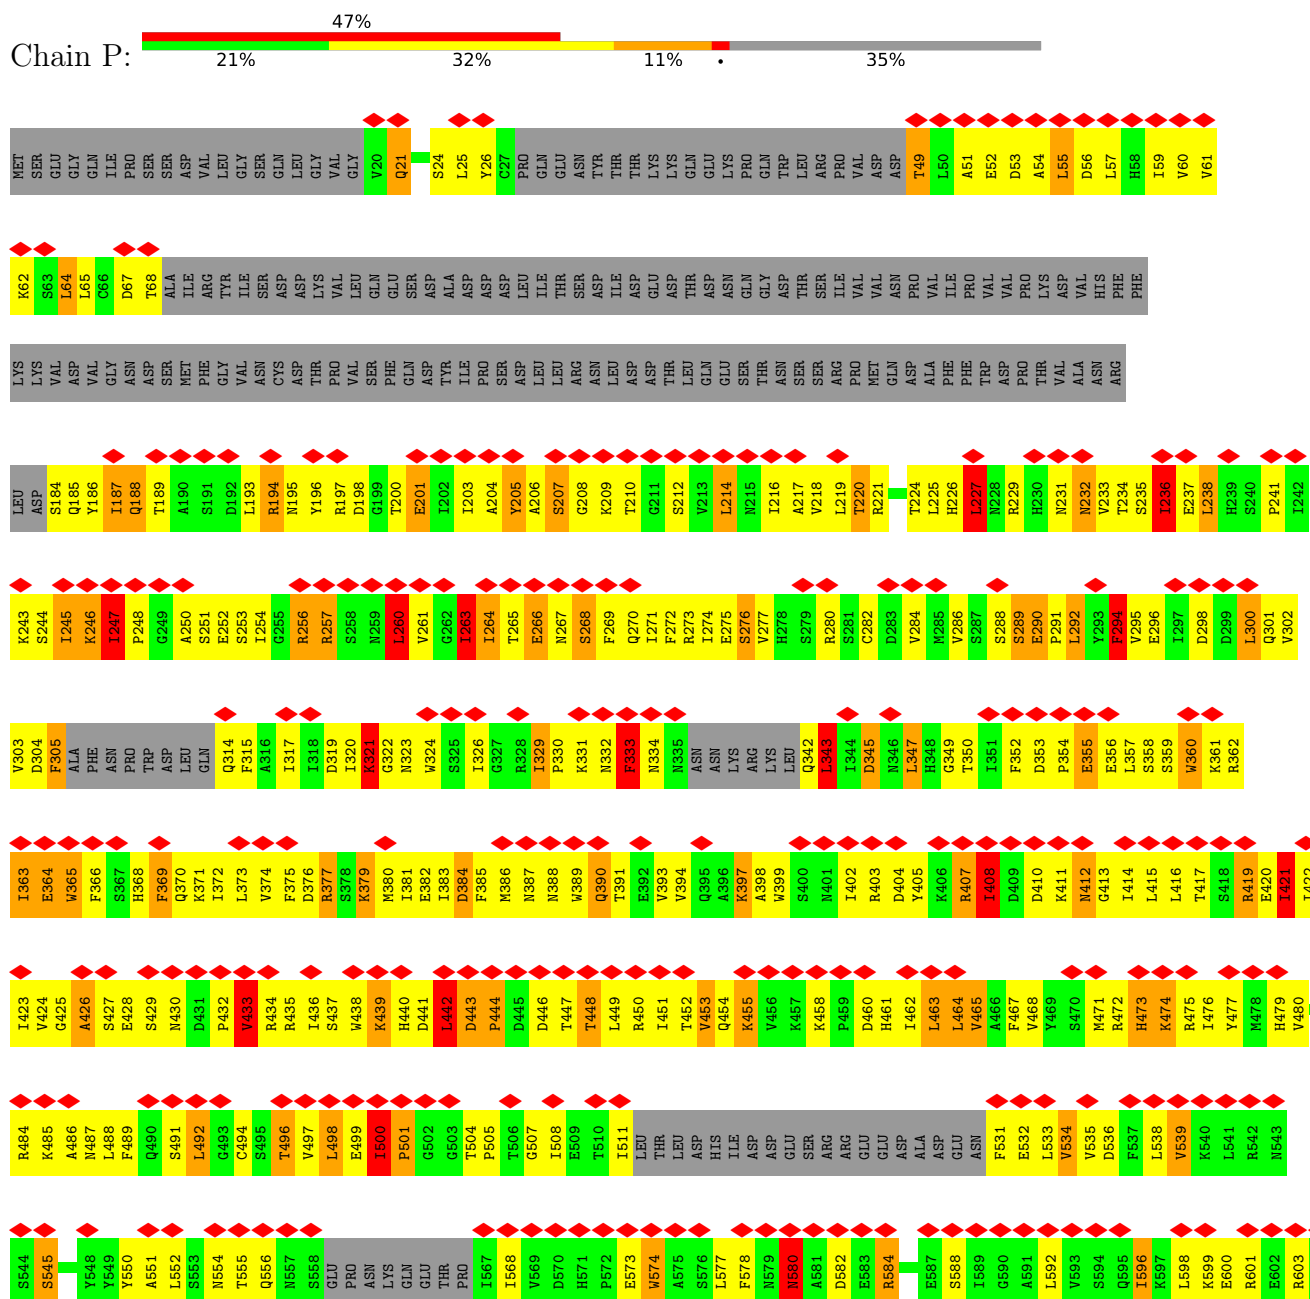 Chain P:
47%
21% 32% 11% • 35%
MET SER GLU GLY GLN ILE PRO SER SER ASP VAL LEU GLY SER GLN LEU GLY VAL GLY V20 Q21 S24 L25 Y26 C27 PRO GLN GLU ASN TYR THR THR LYS LYS GLN GLU LYS PRO GLN TRP LEU ARG PRO VAL ASP ASP T49 L50 A51 E52 D53 A54 L55 D56 L57 H58 I59 V60 V61
K62 S63 L64 L65 C66 D67 T68 ALA ILE ARG TYR ILE SER ASP ASP LYS VAL LEU GLN GLU SER ASP ALA ASP ASP ASP LEU ILE THR SER ASP ILE ASP GLU ASP THR ASP ASN GLN GLY ASP THR SER ILE VAL VAL ASN PRO VAL ILE PRO VAL VAL PRO LYS ASP VAL HIS PHE PHE
LYS LYS VAL ASP VAL GLY ASN ASP SER MET PHE GLY VAL ASN CYS ASP THR PRO VAL SER PHE GLN ASP TYR ILE PRO SER ASP LEU LEU ARG ASN LEU ASP ASP THR LEU GLN GLU SER THR ASN SER SER ARG PRO MET GLN ASP ALA PHE PHE TRP ASP PRO THR VAL ALA ASN ARG
LEU ASP S184 Q185 Y186 I187 Q188 T189 A190 S191 D192 L193 R194 N195 Y196 R197 D198 G199 T200 E201 I202 I203 A204 Y205 A206 S207 G208 K209 T210 G211 S212 V213 L214 N215 I216 A217 V218 L219 T220 R221 T224 L225 H226 L227 N228 R229 H230 N231 N232 V233 T234 S235 I236 E237 L238 H239 S240 P241 I242
K243 S244 I245 K246 I247 P248 G249 A250 S251 E252 S253 I254 G255 R256 R257 S258 N259 L260 V261 G262 I263 I264 T265 E266 N267 S268 F269 Q270 I271 F272 R273 I274 E275 S276 V277 H278 S279 R280 S281 C282 D283 V284 M285 V286 S287 S288 S289 E290 P291 L292 Y293 F294 V295 E296 I297 D298 D299 L300 Q301 V302
V303 D304 F305 ALA PHE ASN PRO TRP ASP LEU GLN Q314 F315 A316 I317 I318 D319 I320 K321 G322 N323 W324 S325 I326 G327 R328 I329 P330 K331 N332 F333 N334 N335 ASN ASN LYS ARG LYS LEU Q342 L343 I344 D345 N346 L347 H348 G349 T350 I351 F352 D353 P354 E355 E356 L357 S358 S359 W360 K361 R362
I363 E364 W365 F366 S367 H368 F369 Q370 K371 I372 L373 V374 F375 D376 R377 S378 K379 M380 I381 E382 I383 D384 F385 M386 N387 N388 W389 Q390 T391 E392 V393 V394 Q395 A396 K397 A398 W399 S400 N401 I402 R403 D404 Y405 K406 R407 I408 D409 D410 K411 N412 G413 I414 L415 L416 T417 S418 R419 E420 I421
I423 V424 G425 A426 S427 E428 S429 N430 D431 P432 V433 R434 R435 I436 S437 W438 K439 H440 D441 L442 D443 P444 D445 D446 T447 T448 L449 R450 I451 T452 V453 Q454 K455 V456 K457 K458 P459 D460 H461 I462 L463 L464 V465 A466 F467 V468 Y469 S470 M471 R472 H473 K474 R475 I476 Y477 M478 H479 V480
R484 K485 A486 N487 L488 F489 Q490 S491 L492 G493 C494 S495 T496 V497 L498 E499 I500 P501 G502 G503 T504 P505 T506 G507 I508 E509 T510 I511 LEU THR LEU ASP HIS ILE ASP ASP GLU SER ARG ARG GLU GLU ASP ALA ASP GLU ASN F531 E532 L533 V534 V535 D536 F537 L538 V539 K540 L541 R542 N543
S544 S545 Y548 Y549 Y550 A551 L552 S553 N554 T555 Q556 N557 S558 GLU PRO ASN LYS GLN GLU THR PRO I567 I568 V569 D570 H571 P572 E573 W574 A575 S576 L577 F578 N579 N580 A581 D582 E583 R584 E587 S588 I589 G590 A591 L592 V593 S594 Q595 I596 K597 L598 K599 E600 R601 E602 R603